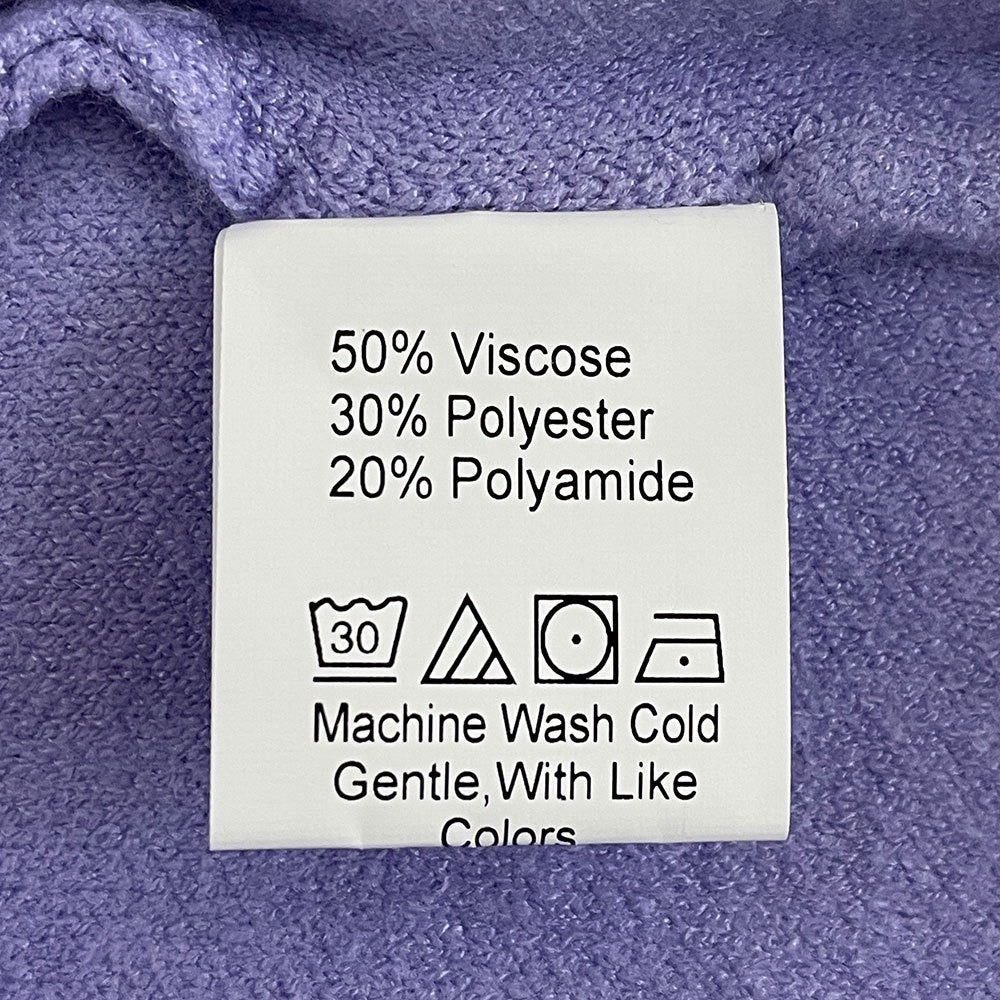 50% Viscose
30% Polyester
20% Polyamide
30
Machine Wash Cold
Gentle,With Like
Colors